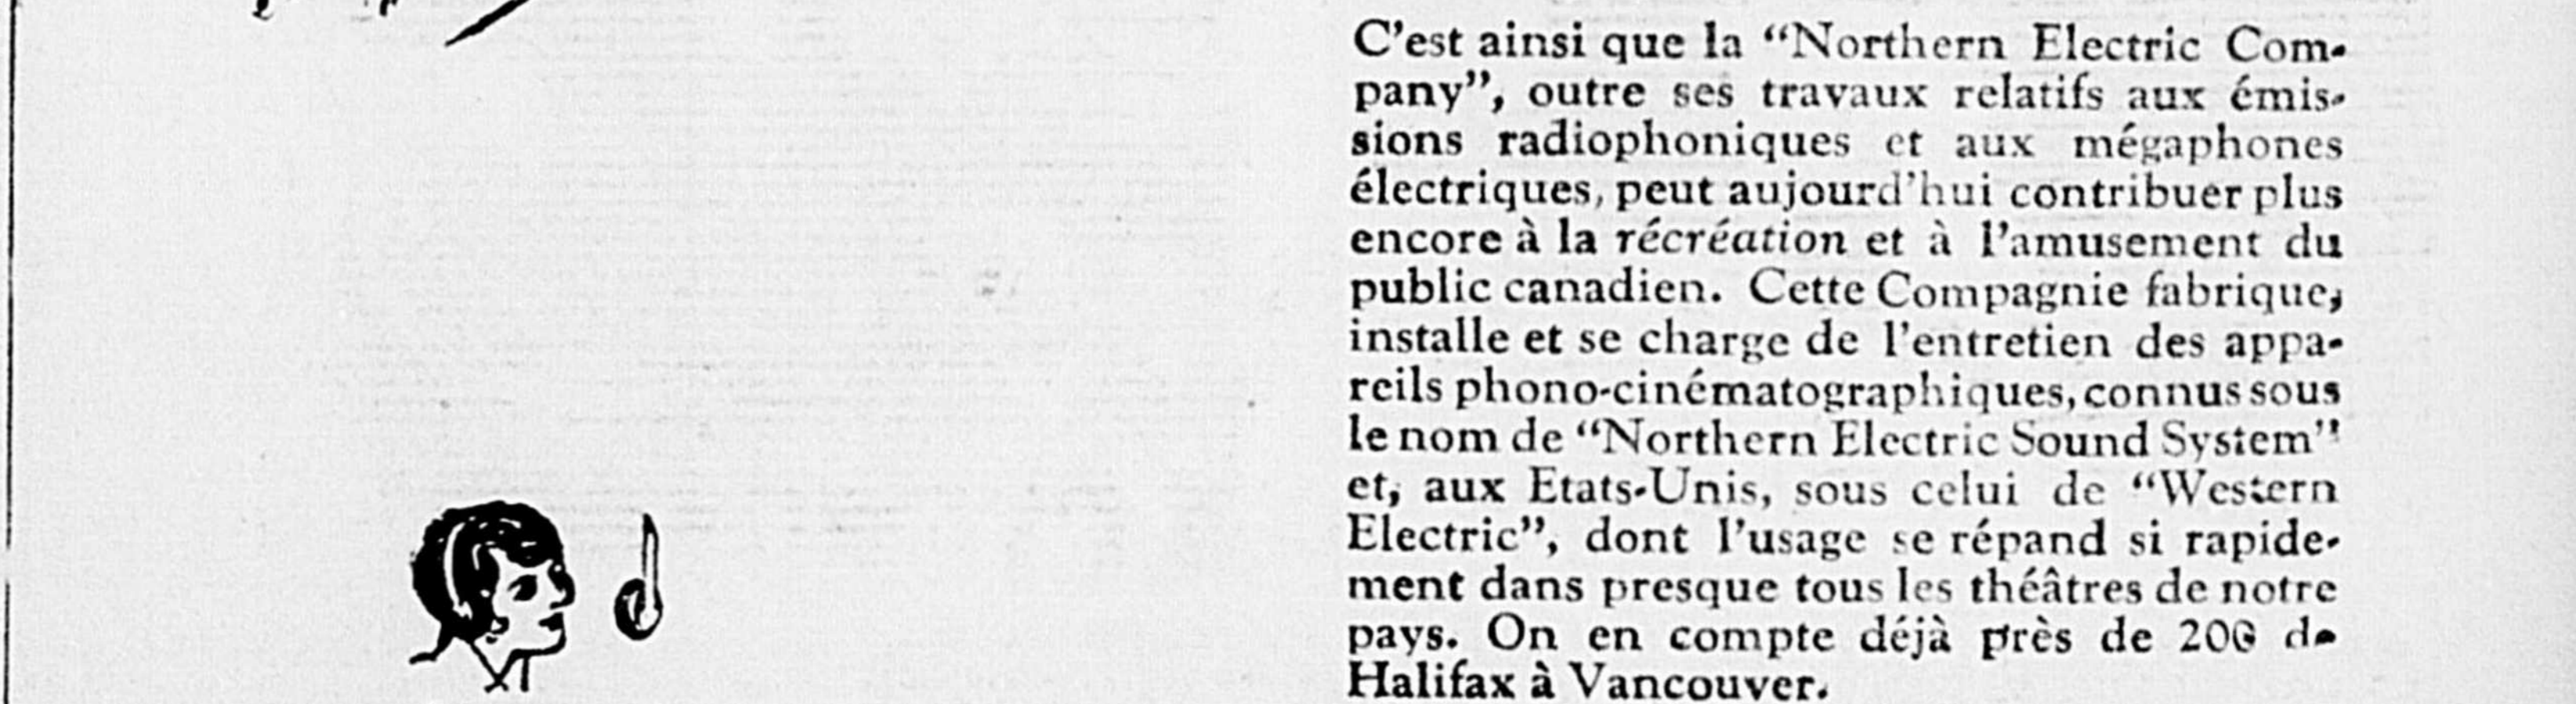 C'est ainsi que la “Northern Electric Com-
pany”, outre ses travaux relatifs aux émis-
sions radiophoniques et aux mégaphones
électriques, peut aujourd'hui contribuer plus
encore à la récréation et à l'amusement du
public canadien. Cette Compagnie fabrique,
installe et se charge de l'entretien des appa-
reils phono-cinématographiques, connus sous
le nom de “Northern Electric Sound System”
et, aux Etats-Unis, sous celui de “Western
Electric”, dont l'usage se répand si rapide-
ment dans presque tous les théâtres de notre
pays. On en compte déjà près de 200 de
Halifax à Vancouver.